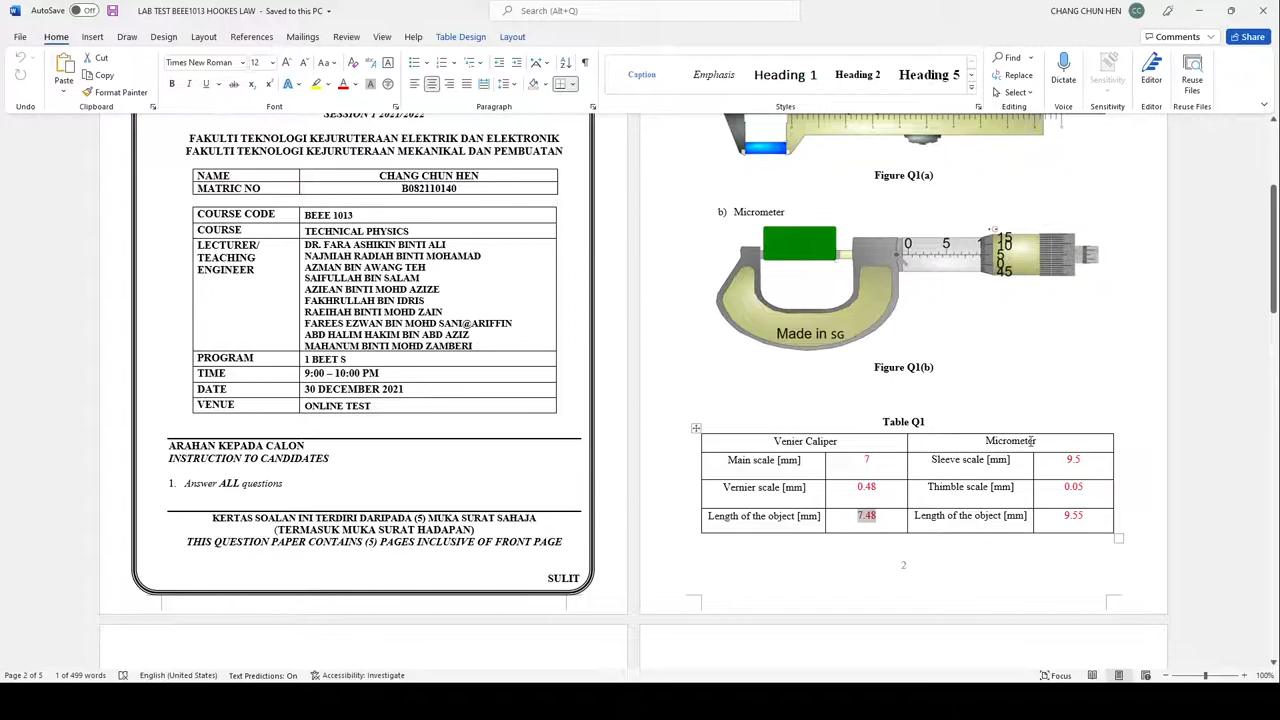 AutoSave Off LAB TEST BEEE1013 HOOKES LAW - Saved to this PC Search (Alt+Q) CHANG CHUN HEN CC
File Home Insert Draw Design Layout References Mailings Review View Help Table Design Layout Comments Share
Paste Cut Copy Format Painter
Times New Roman 12
Caption Emphasis Heading 1 Heading 2 Heading 5
Find Replace Select
Dictate Sensitivity Editor Reuse Files
Undo Clipboard Font Paragraph Styles Editing Voice Sensitivity Editor Reuse Files
SESSION 1 2021/2022
FAKULTI TEKNOLOGI KEJURUTERAAN ELEKTRIK DAN ELEKTRONIK
FAKULTI TEKNOLOGI KEJURUTERAAN MEKANIKAL DAN PEMBUATAN
NAME CHANG CHUN HEN
MATRIC NO B082110140
COURSE CODE BEEE 1013
COURSE TECHNICAL PHYSICS
LECTURER/ TEACHING ENGINEER
DR. FARA ASHIKIN BINTI ALI
NAJMIAH RADIAH BINTI MOHAMAD
AZMAN BIN AWANG TEH
SAIFULLAH BIN SALAM
AZIEAN BINTI MOHD AZIZE
FAKHRULLAH BIN IDRIS
RAEIHAH BINTI MOHD ZAIN
FAREES EZWAN BIN MOHD SANI@ARIFFIN
ABD HALIM HAKIM BIN ABD AZIZ
MAHANUM BINTI MOHD ZAMBERI
PROGRAM 1 BEET S
TIME 9:00 – 10:00 PM
DATE 30 DECEMBER 2021
VENUE ONLINE TEST
ARAHAN KEPADA CALON
INSTRUCTION TO CANDIDATES
1. Answer ALL questions
KERTAS SOALAN INI TERDIRI DARIPADA (5) MUKA SURAT SAHAJA
(TERMASUK MUKA SURAT HADAPAN)
THIS QUESTION PAPER CONTAINS (5) PAGES INCLUSIVE OF FRONT PAGE
SULIT
Figure Q1(a)
b) Micrometer
0 5 1
15
10
5
0
45
Made in SG
Figure Q1(b)
Table Q1
Venier Caliper Micrometer
Main scale [mm] 7 Sleeve scale [mm] 9.5
Vernier scale [mm] 0.48 Thimble scale [mm] 0.05
Length of the object [mm] 7.48 Length of the object [mm] 9.55
2
Page 2 of 5 1 of 499 words English (United States) Text Predictions: On Accessibility: Investigate Focus 100%